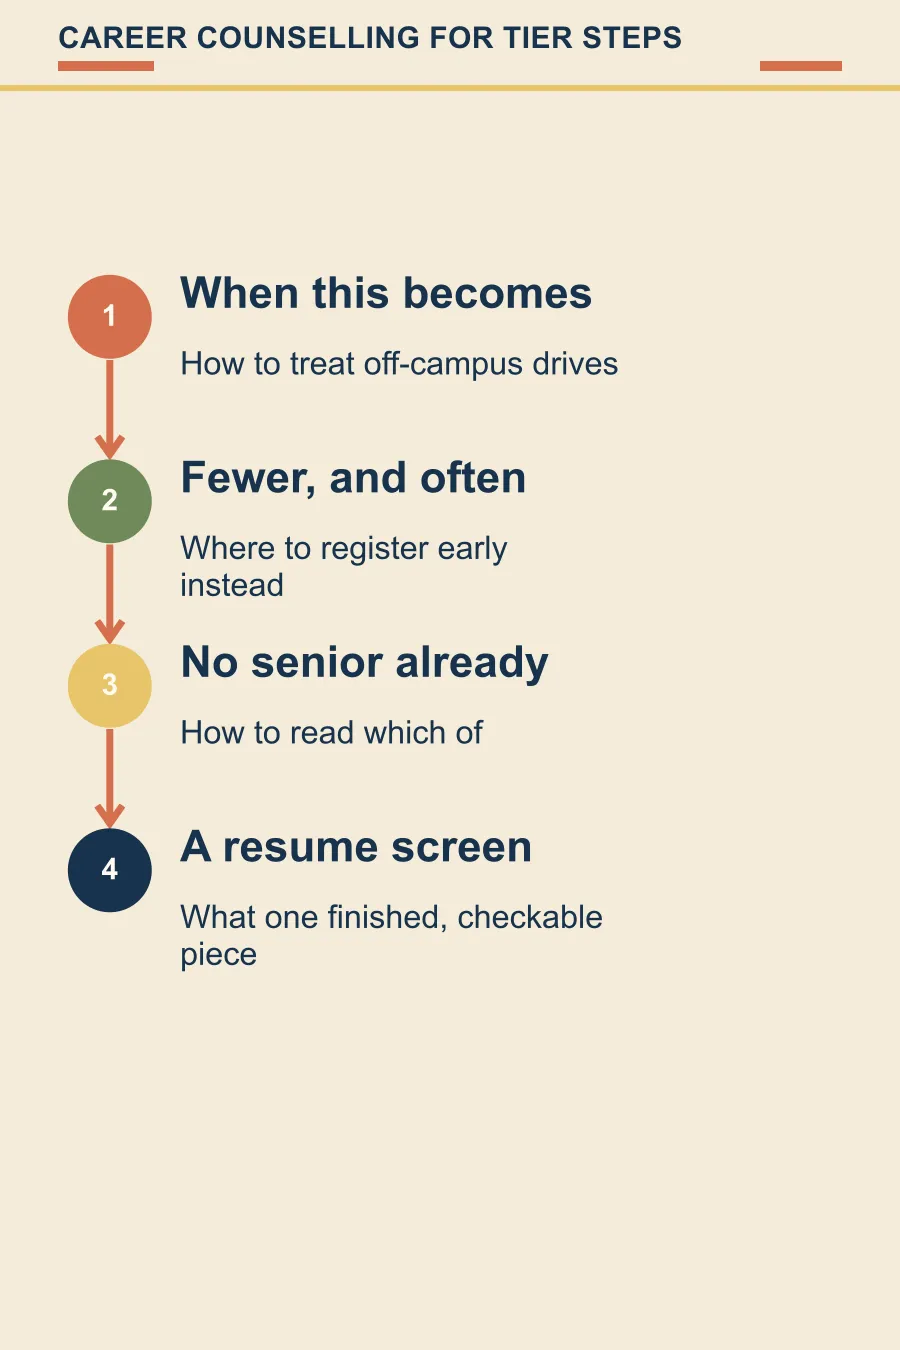 CAREER COUNSELLING FOR TIER STEPS
1
When this becomes
How to treat off-campus drives
2
Fewer, and often
Where to register early
instead
3
No senior already
How to read which of
4
A resume screen
What one finished, checkable
piece